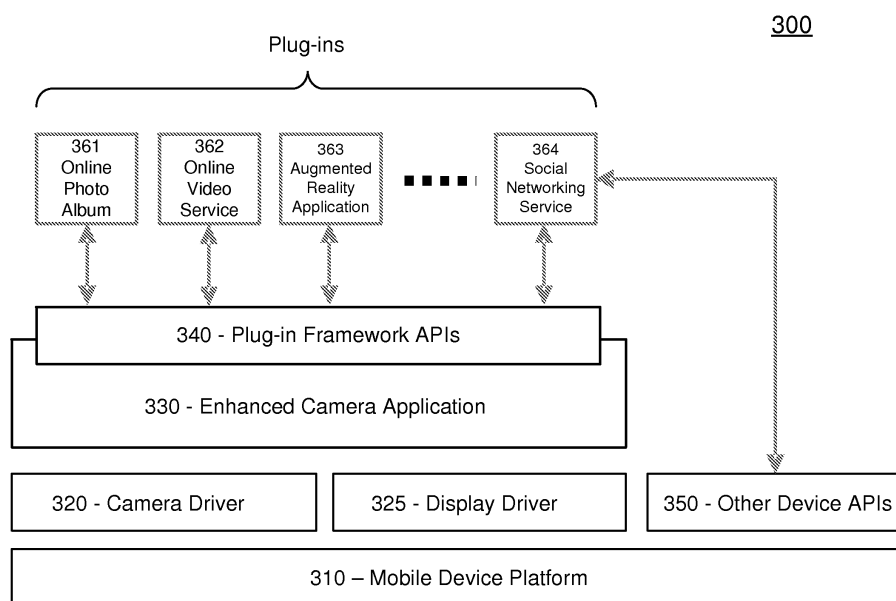 300
Plug-ins
361
Online
Photo
Album
362
Online
Video
Service
363
Augmented
Reality
Application
364
Social
Networking
Service
340 - Plug-in Framework APIs
330 - Enhanced Camera Application
320 - Camera Driver
325 - Display Driver
350 - Other Device APIs
310 – Mobile Device Platform